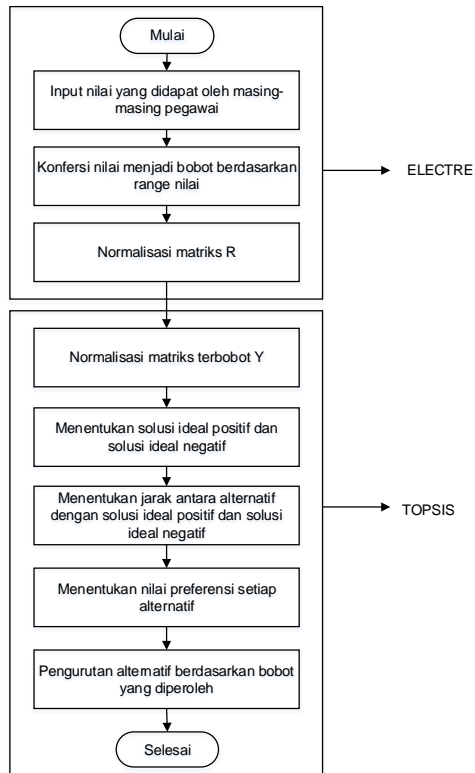 Mulai
Input nilai yang didapat oleh masing-
masing pegawai
Konfersi nilai menjadi bobot berdasarkan
range nilai
ELECTRE
Normalisasi matriks R
Normalisasi matriks terbobot Y
Menentukan solusi ideal positif dan
solusi ideal negatif
Menentukan jarak antara alternatif
dengan solusi ideal positif dan solusi
ideal negatif
TOPSIS
Menentukan nilai preferensi setiap
alternatif
Pengurutan alternatif berdasarkan bobot
yang diperoleh
Selesai